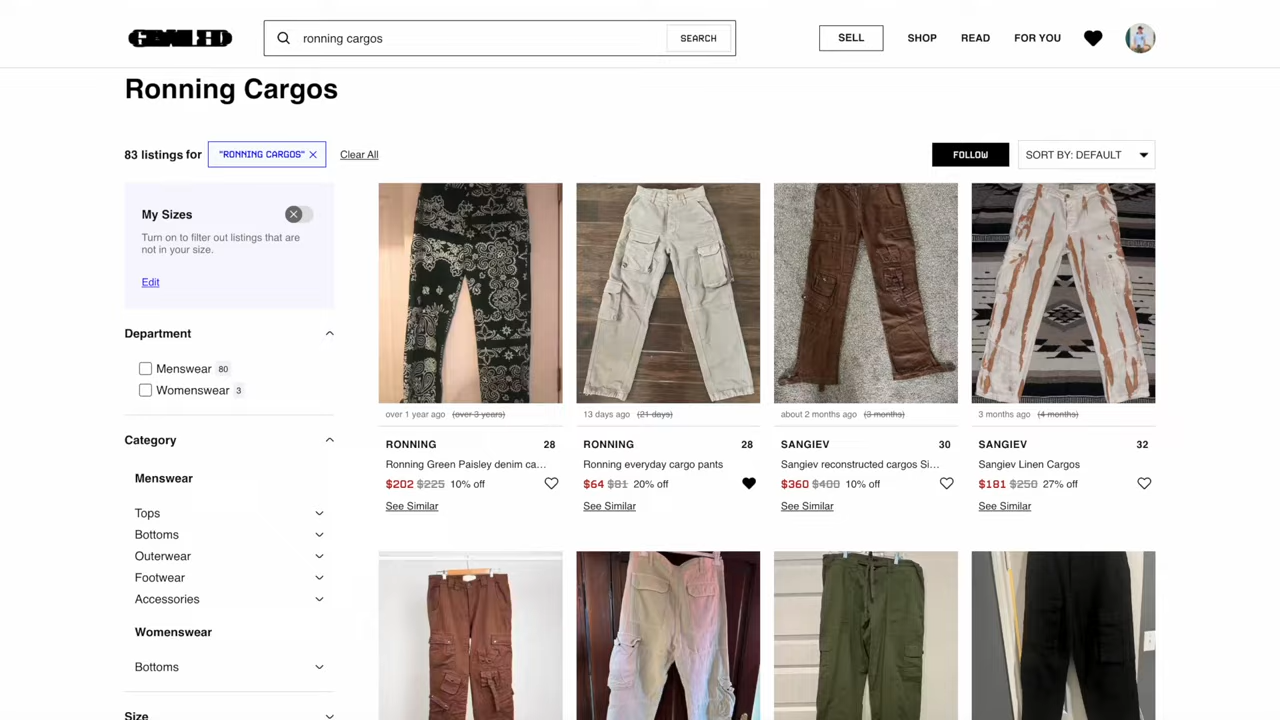 ronning cargos
SEARCH
SELL
SHOP
READ
FOR YOU
Ronning Cargos
83 listings for
"RONNING CARGOS"
Clear All
FOLLOW
SORT BY: DEFAULT
My Sizes
Turn on to filter out listings that are
not in your size.
Edit
Department
Menswear 80
Womenswear 3
Category
Menswear
Tops
Bottoms
Outerwear
Footwear
Accessories
Womenswear
Bottoms
Size
over 1 year ago (over 3 years)
RONNING 28
Ronning Green Paisley denim ca...
$202 $225 10% off
See Similar
13 days ago (21 days)
RONNING 28
Ronning everyday cargo pants
$64 $81 20% off
See Similar
about 2 months ago (3 months)
SANGIEV 30
Sangiev reconstructed cargos Si...
$360 $400 10% off
See Similar
3 months ago (4 months)
SANGIEV 32
Sangiev Linen Cargos
$181 $250 27% off
See Similar